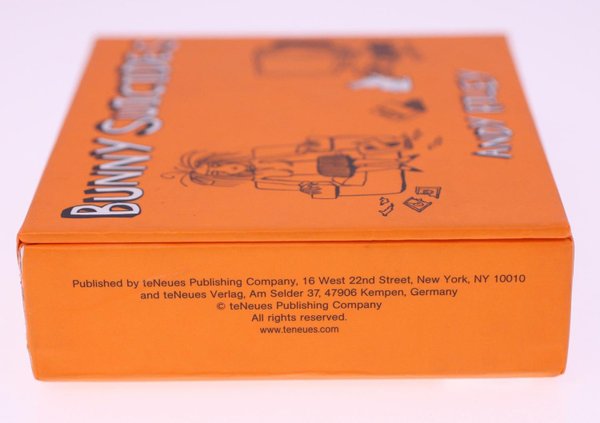 BUNNY SUICIDES
ANDY RILEY
Published by teNeues Publishing Company, 16 West 22nd Street, New York, NY 10010
and teNeues Verlag, Am Selder 37, 47906 Kempen, Germany
© teNeues Publishing Company
All rights reserved.
www.teneues.com